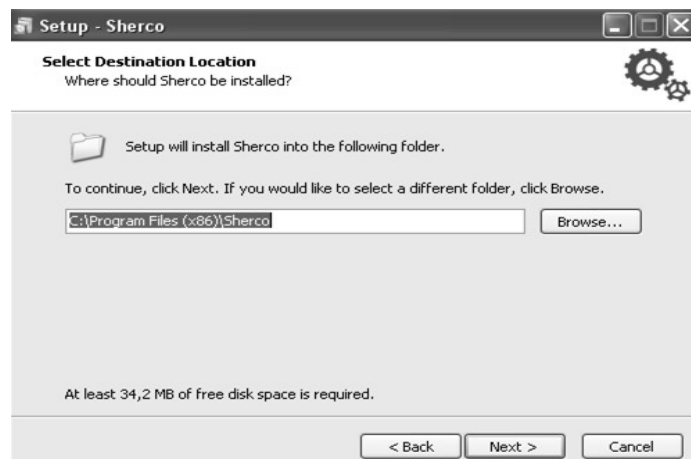 Setup - Sherco
Select Destination Location
Where should Sherco be installed?
Setup will install Sherco into the following folder.
To continue, click Next. If you would like to select a different folder, click Browse.
C:\Program Files (x86)\Sherco
Browse...
At least 34,2 MB of free disk space is required.
< Back
Next >
Cancel